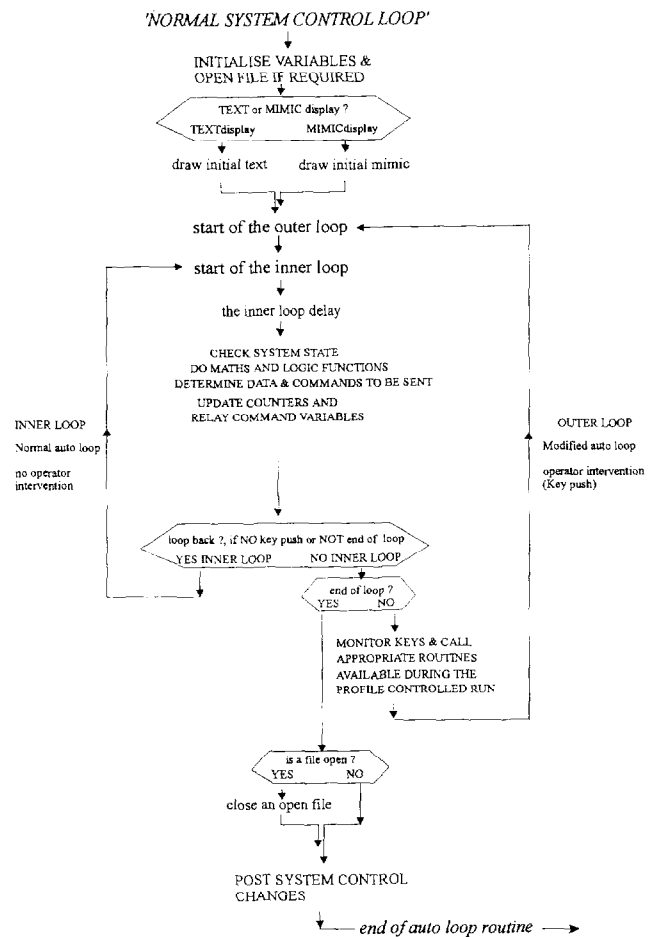 'NORMAL SYSTEM CONTROL LOOP'
INITIALISE VARIABLES &
OPEN FILE IF REQUIRED
TEXT or MIMIC display ?
TEXTdisplay MIMICdisplay
draw initial text draw initial mimic
start of the outer loop
start of the inner loop
the inner loop delay
CHECK SYSTEM STATE
DO MATHS AND LOGIC FUNCTIONS
DETERMINE DATA & COMMANDS TO BE SENT
UPDATE COUNTERS AND
RELAY COMMAND VARIABLES
INNER LOOP
Normal auto loop
no operator
intervention
OUTER LOOP
Modified auto loop
operator intervention
(Key push)
loop back ?, if NO key push or NOT end of loop
YES INNER LOOP NO INNER LOOP
end of loop ?
YES NO
MONITOR KEYS & CALL
APPROPRIATE ROUTINES
AVAILABLE DURING THE
PROFILE CONTROLLED RUN
is a file open ?
YES NO
close an open file
POST SYSTEM CONTROL
CHANGES
end of auto loop routine